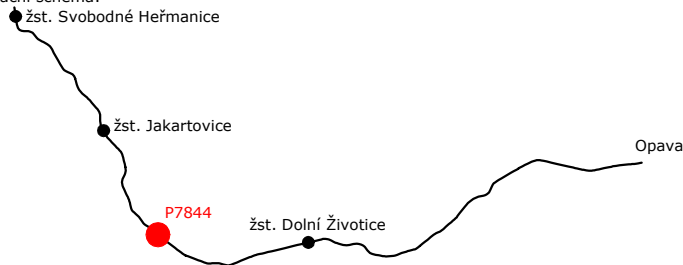 žst. Svobodné Heřmanice
žst. Jakartovice
Opava
P7844
žst. Dolní Životice